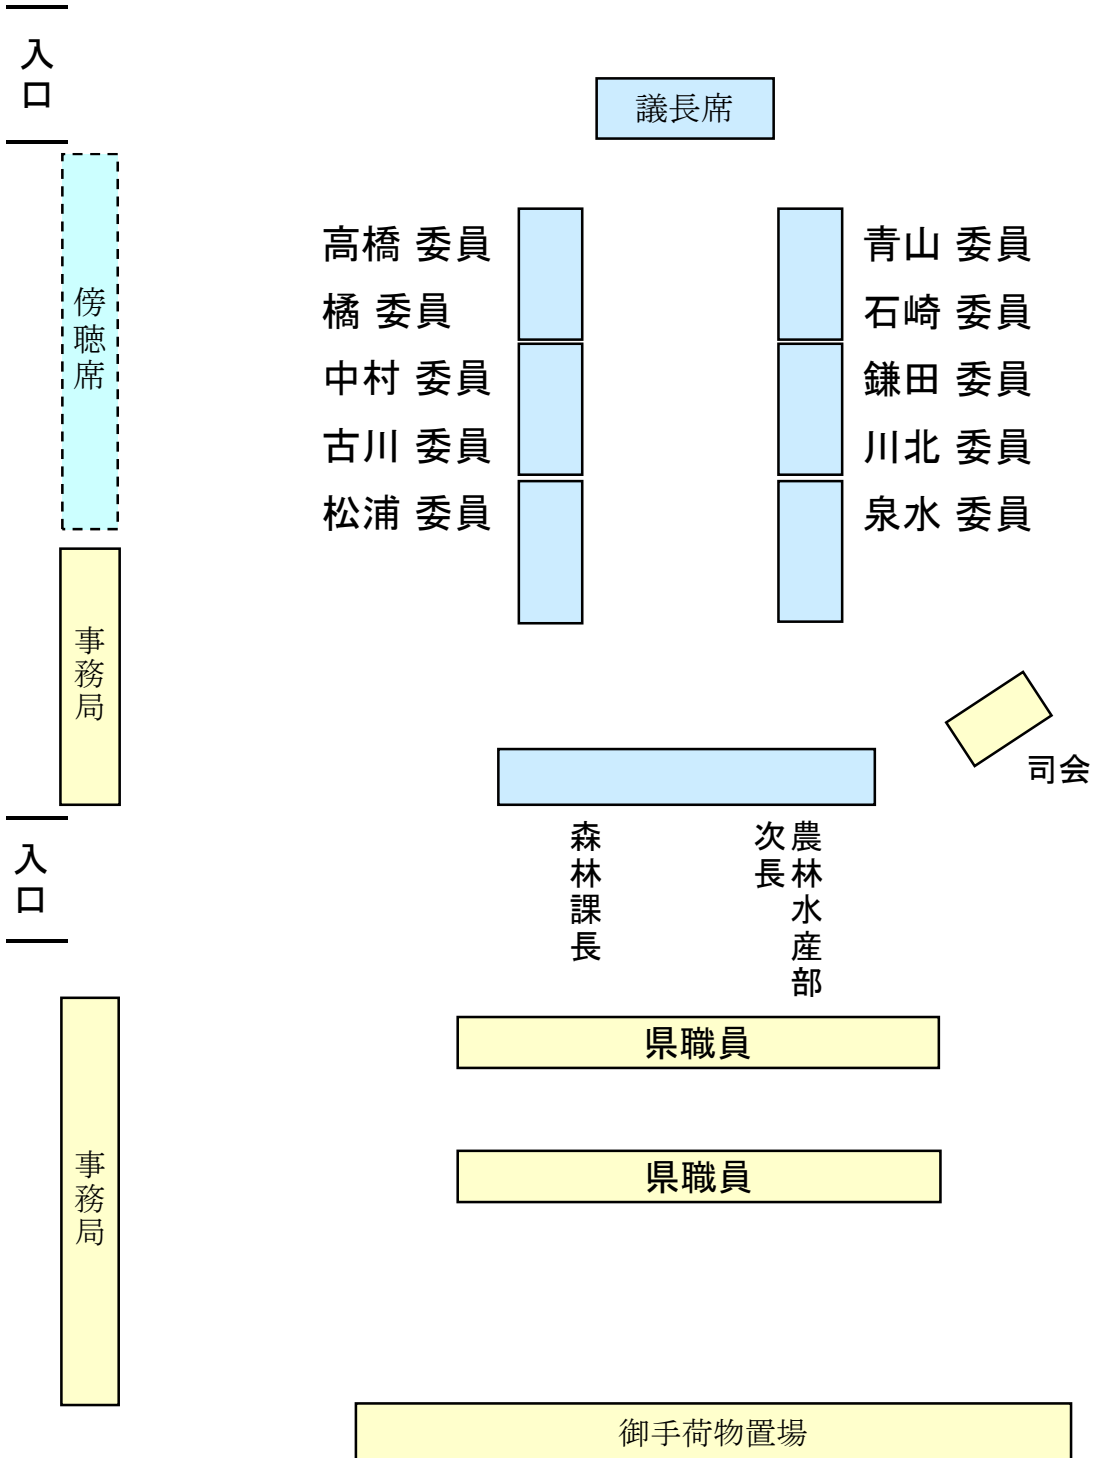 入口
議長席
高橋 委員
青山 委員
橘 委員
石崎 委員
傍聴席
中村 委員
鎌田 委員
古川 委員
川北 委員
松浦 委員
泉水 委員
事務局
司会
入口
農林水産部
次長
森林課長
県職員
県職員
事務局
御手荷物置場